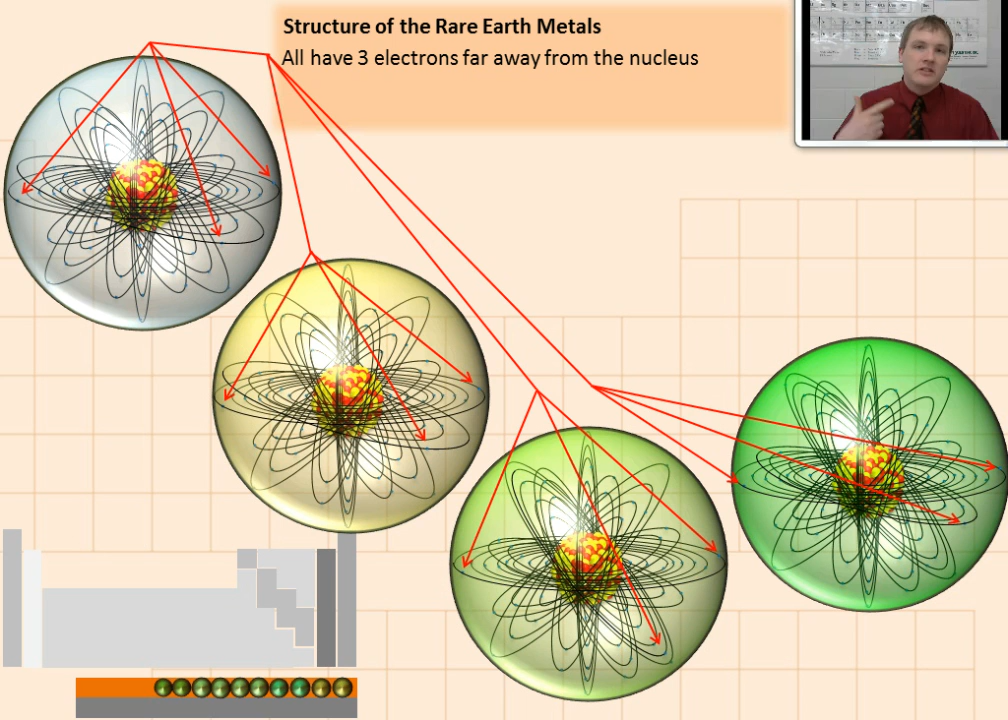 Structure of the Rare Earth Metals
All have 3 electrons far away from the nucleus